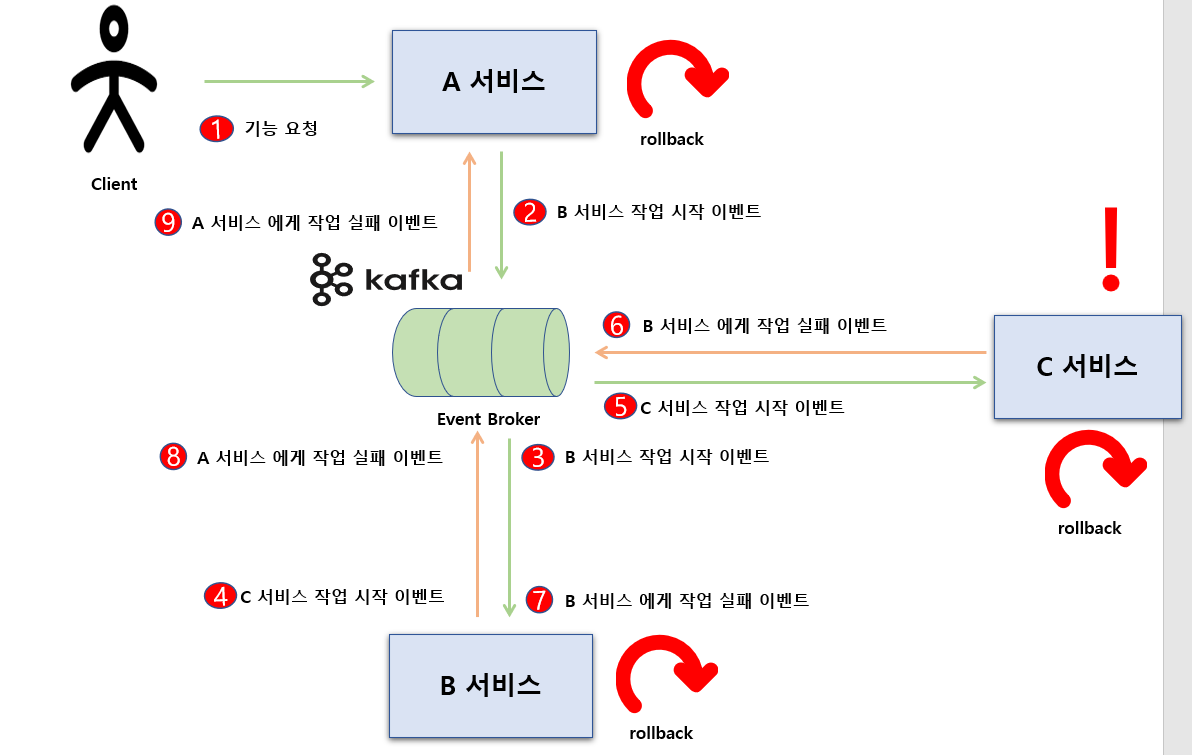 A 서비스
rollback
1 기능 요청
Client
9 A 서비스 에게 작업 실패 이벤트
2 B 서비스 작업 시작 이벤트
!
kafka
6 B 서비스 에게 작업 실패 이벤트
C 서비스
5 C 서비스 작업 시작 이벤트
Event Broker
8 A 서비스 에게 작업 실패 이벤트
3 B 서비스 작업 시작 이벤트
rollback
4 C 서비스 작업 시작 이벤트
7 B 서비스 에게 작업 실패 이벤트
B 서비스
rollback